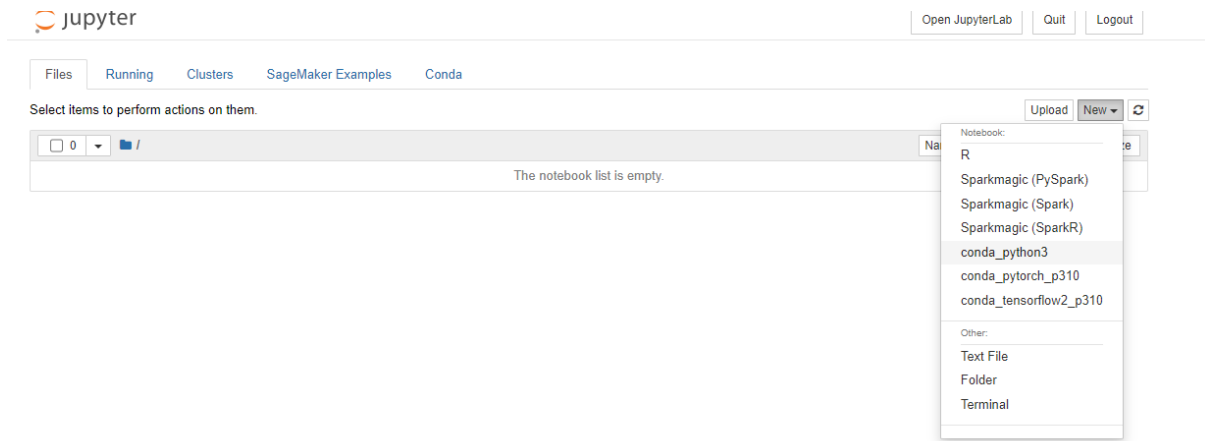 jupyter
Open JupyterLab Quit Logout
Files Running Clusters SageMaker Examples Conda
Select items to perform actions on them.
Upload New
0 /
The notebook list is empty.
Notebook:
R
Sparkmagic (PySpark)
Sparkmagic (Spark)
Sparkmagic (SparkR)
conda_python3
conda_pytorch_p310
conda_tensorflow2_p310
Other:
Text File
Folder
Terminal